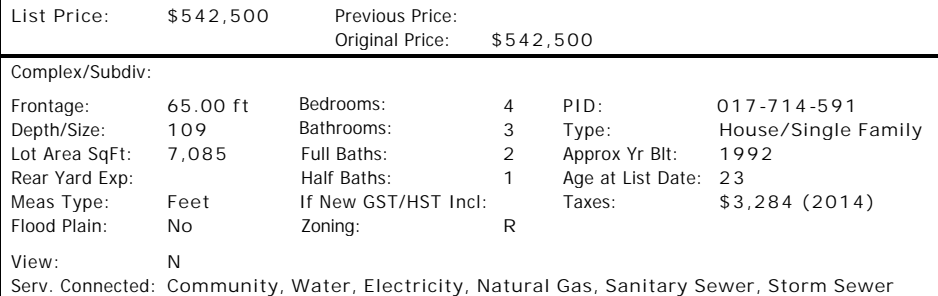 List Price: $542,500 Previous Price:
Original Price: $542,500
Complex/Subdiv:
Frontage: 65.00 ft Bedrooms: 4 PID: 017-714-591
Depth/Size: 109 Bathrooms: 3 Type: House/Single Family
Lot Area SqFt: 7,085 Full Baths: 2 Approx Yr Blt: 1992
Rear Yard Exp: Half Baths: 1 Age at List Date: 23
Meas Type: Feet If New GST/HST Incl: Taxes: $3,284 (2014)
Flood Plain: No Zoning: R
View: N
Serv. Connected: Community, Water, Electricity, Natural Gas, Sanitary Sewer, Storm Sewer